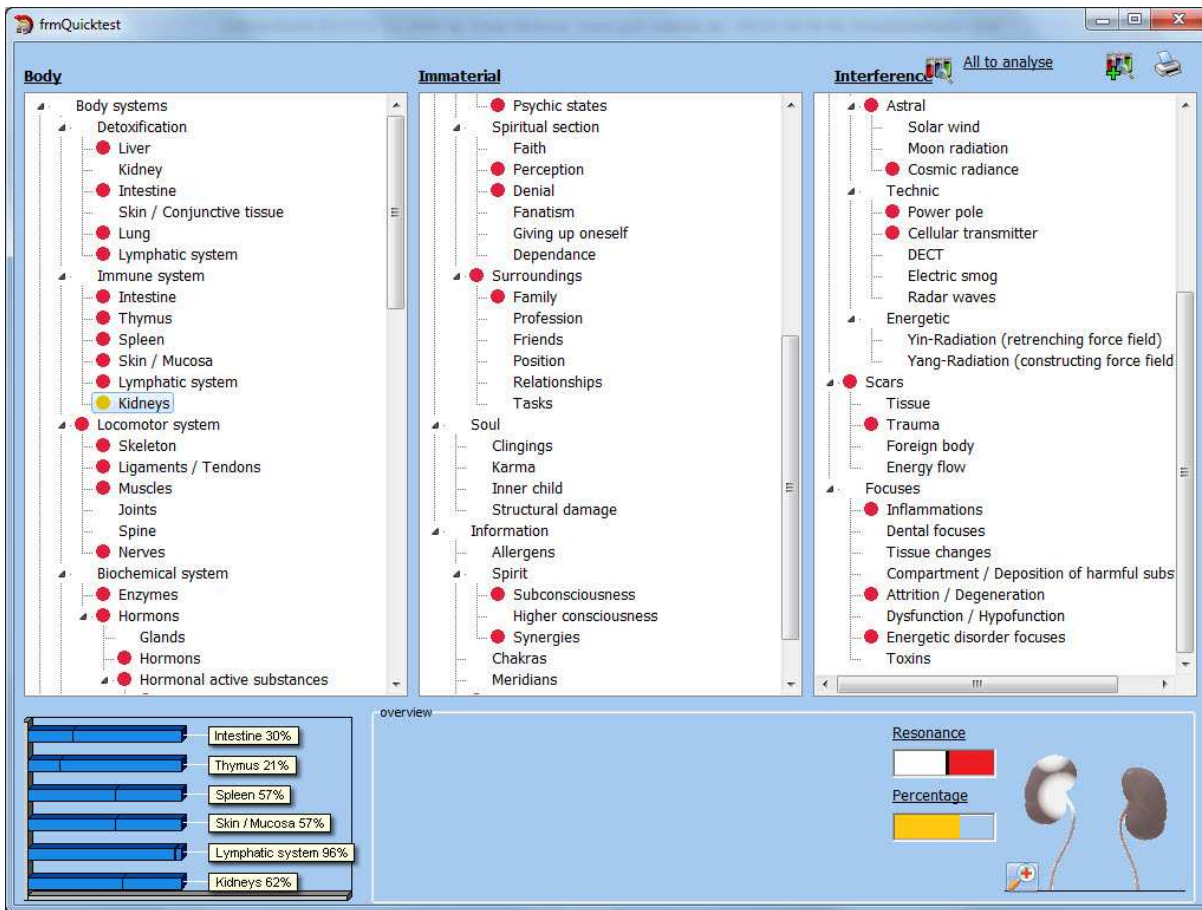 frmQuicktest
Body
Body systems
Detoxification
Liver
Kidney
Intestine
Skin / Conjunctive tissue
Lung
Lymphatic system
Immune system
Intestine
Thymus
Spleen
Skin / Mucosa
Lymphatic system
Kidneys
Locomotor system
Skeleton
Ligaments / Tendons
Muscles
Joints
Spine
Nerves
Biochemical system
Enzymes
Hormons
Glands
Hormons
Hormonal active substances
Immaterial
Psychic states
Spiritual section
Faith
Perception
Denial
Fanatism
Giving up oneself
Dependance
Surroundings
Family
Profession
Friends
Position
Relationships
Tasks
Soul
Clingings
Karma
Inner child
Structural damage
Information
Allergens
Spirit
Subconsciousness
Higher consciousness
Synergies
Chakras
Meridians
Interference
All to analyse
Astral
Solar wind
Moon radiation
Cosmic radiance
Technic
Power pole
Cellular transmitter
DECT
Electric smog
Radar waves
Energetic
Yin-Radiation (retrenching force field)
Yang-Radiation (constructing force field
Scars
Tissue
Trauma
Foreign body
Energy flow
Focuses
Inflammations
Dental focuses
Tissue changes
Compartment / Deposition of harmful subs
Attrition / Degeneration
Dysfunction / Hypofunction
Energetic disorder focuses
Toxins
Intestine 30%
Thymus 21%
Spleen 57%
Skin / Mucosa 57%
Lymphatic system 96%
Kidneys 62%
overview
Resonance
Percentage